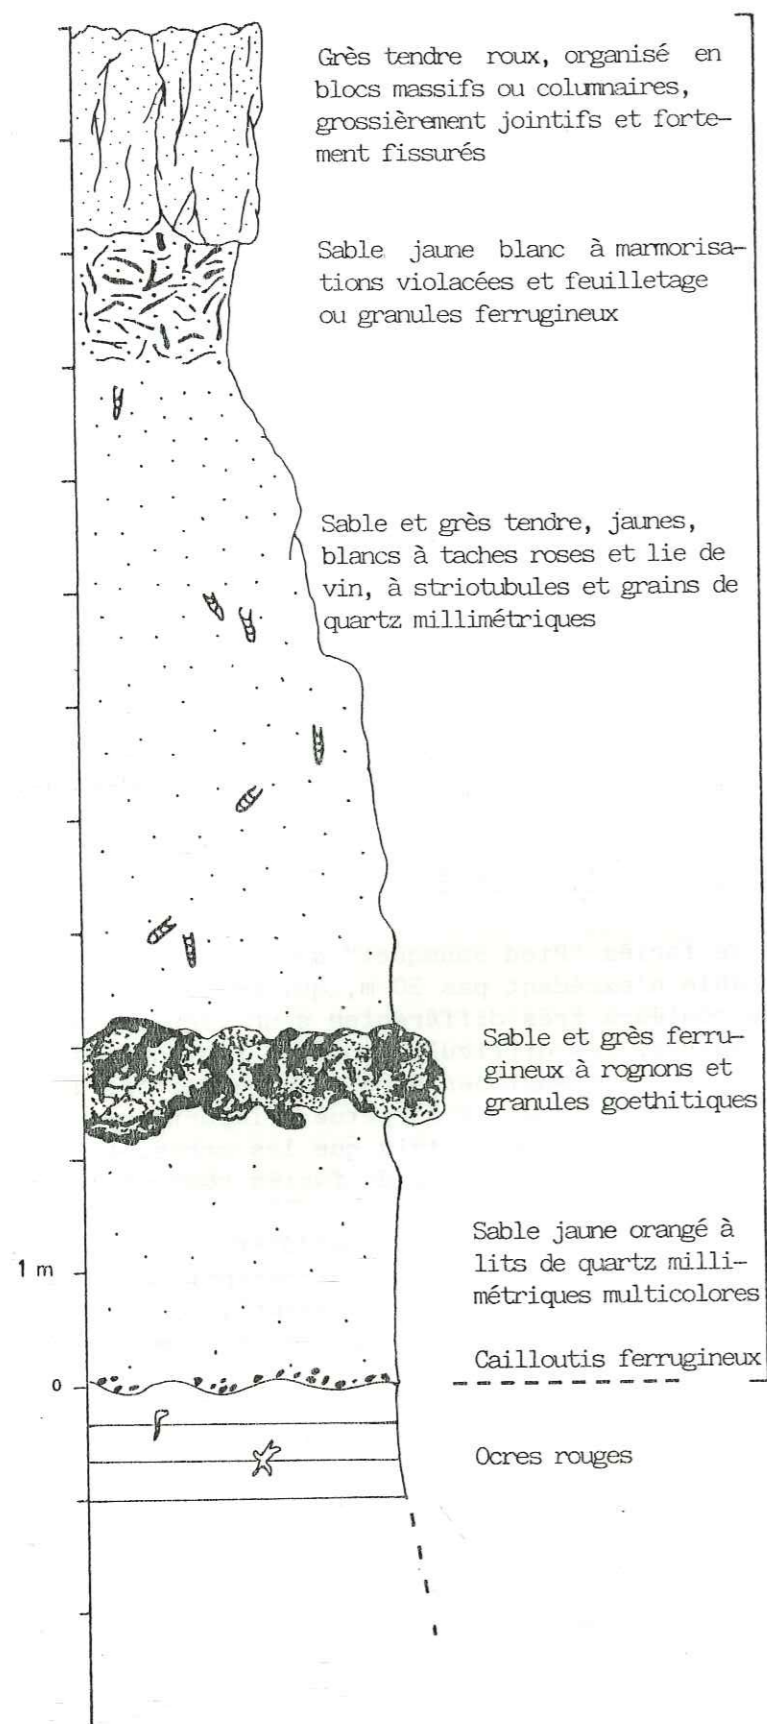 Grès tendre roux, organisé en
blocs massifs ou columnaires,
grossièrement jointifs et forte-
ment fissurés
Sable jaune blanc à marmorisa-
tions violacées et feuilletage
ou granules ferrugineux
Sable et grès tendre, jaunes,
blancs à taches roses et lie de
vin, à striotubules et grains de
quartz millimétriques
Sable et grès ferru-
gineux à rognons et
granules goethitiques
Sable jaune orangé à
lits de quartz milli-
métriques multicolores
1 m
Cailloutis ferrugineux
0
Ocres rouges